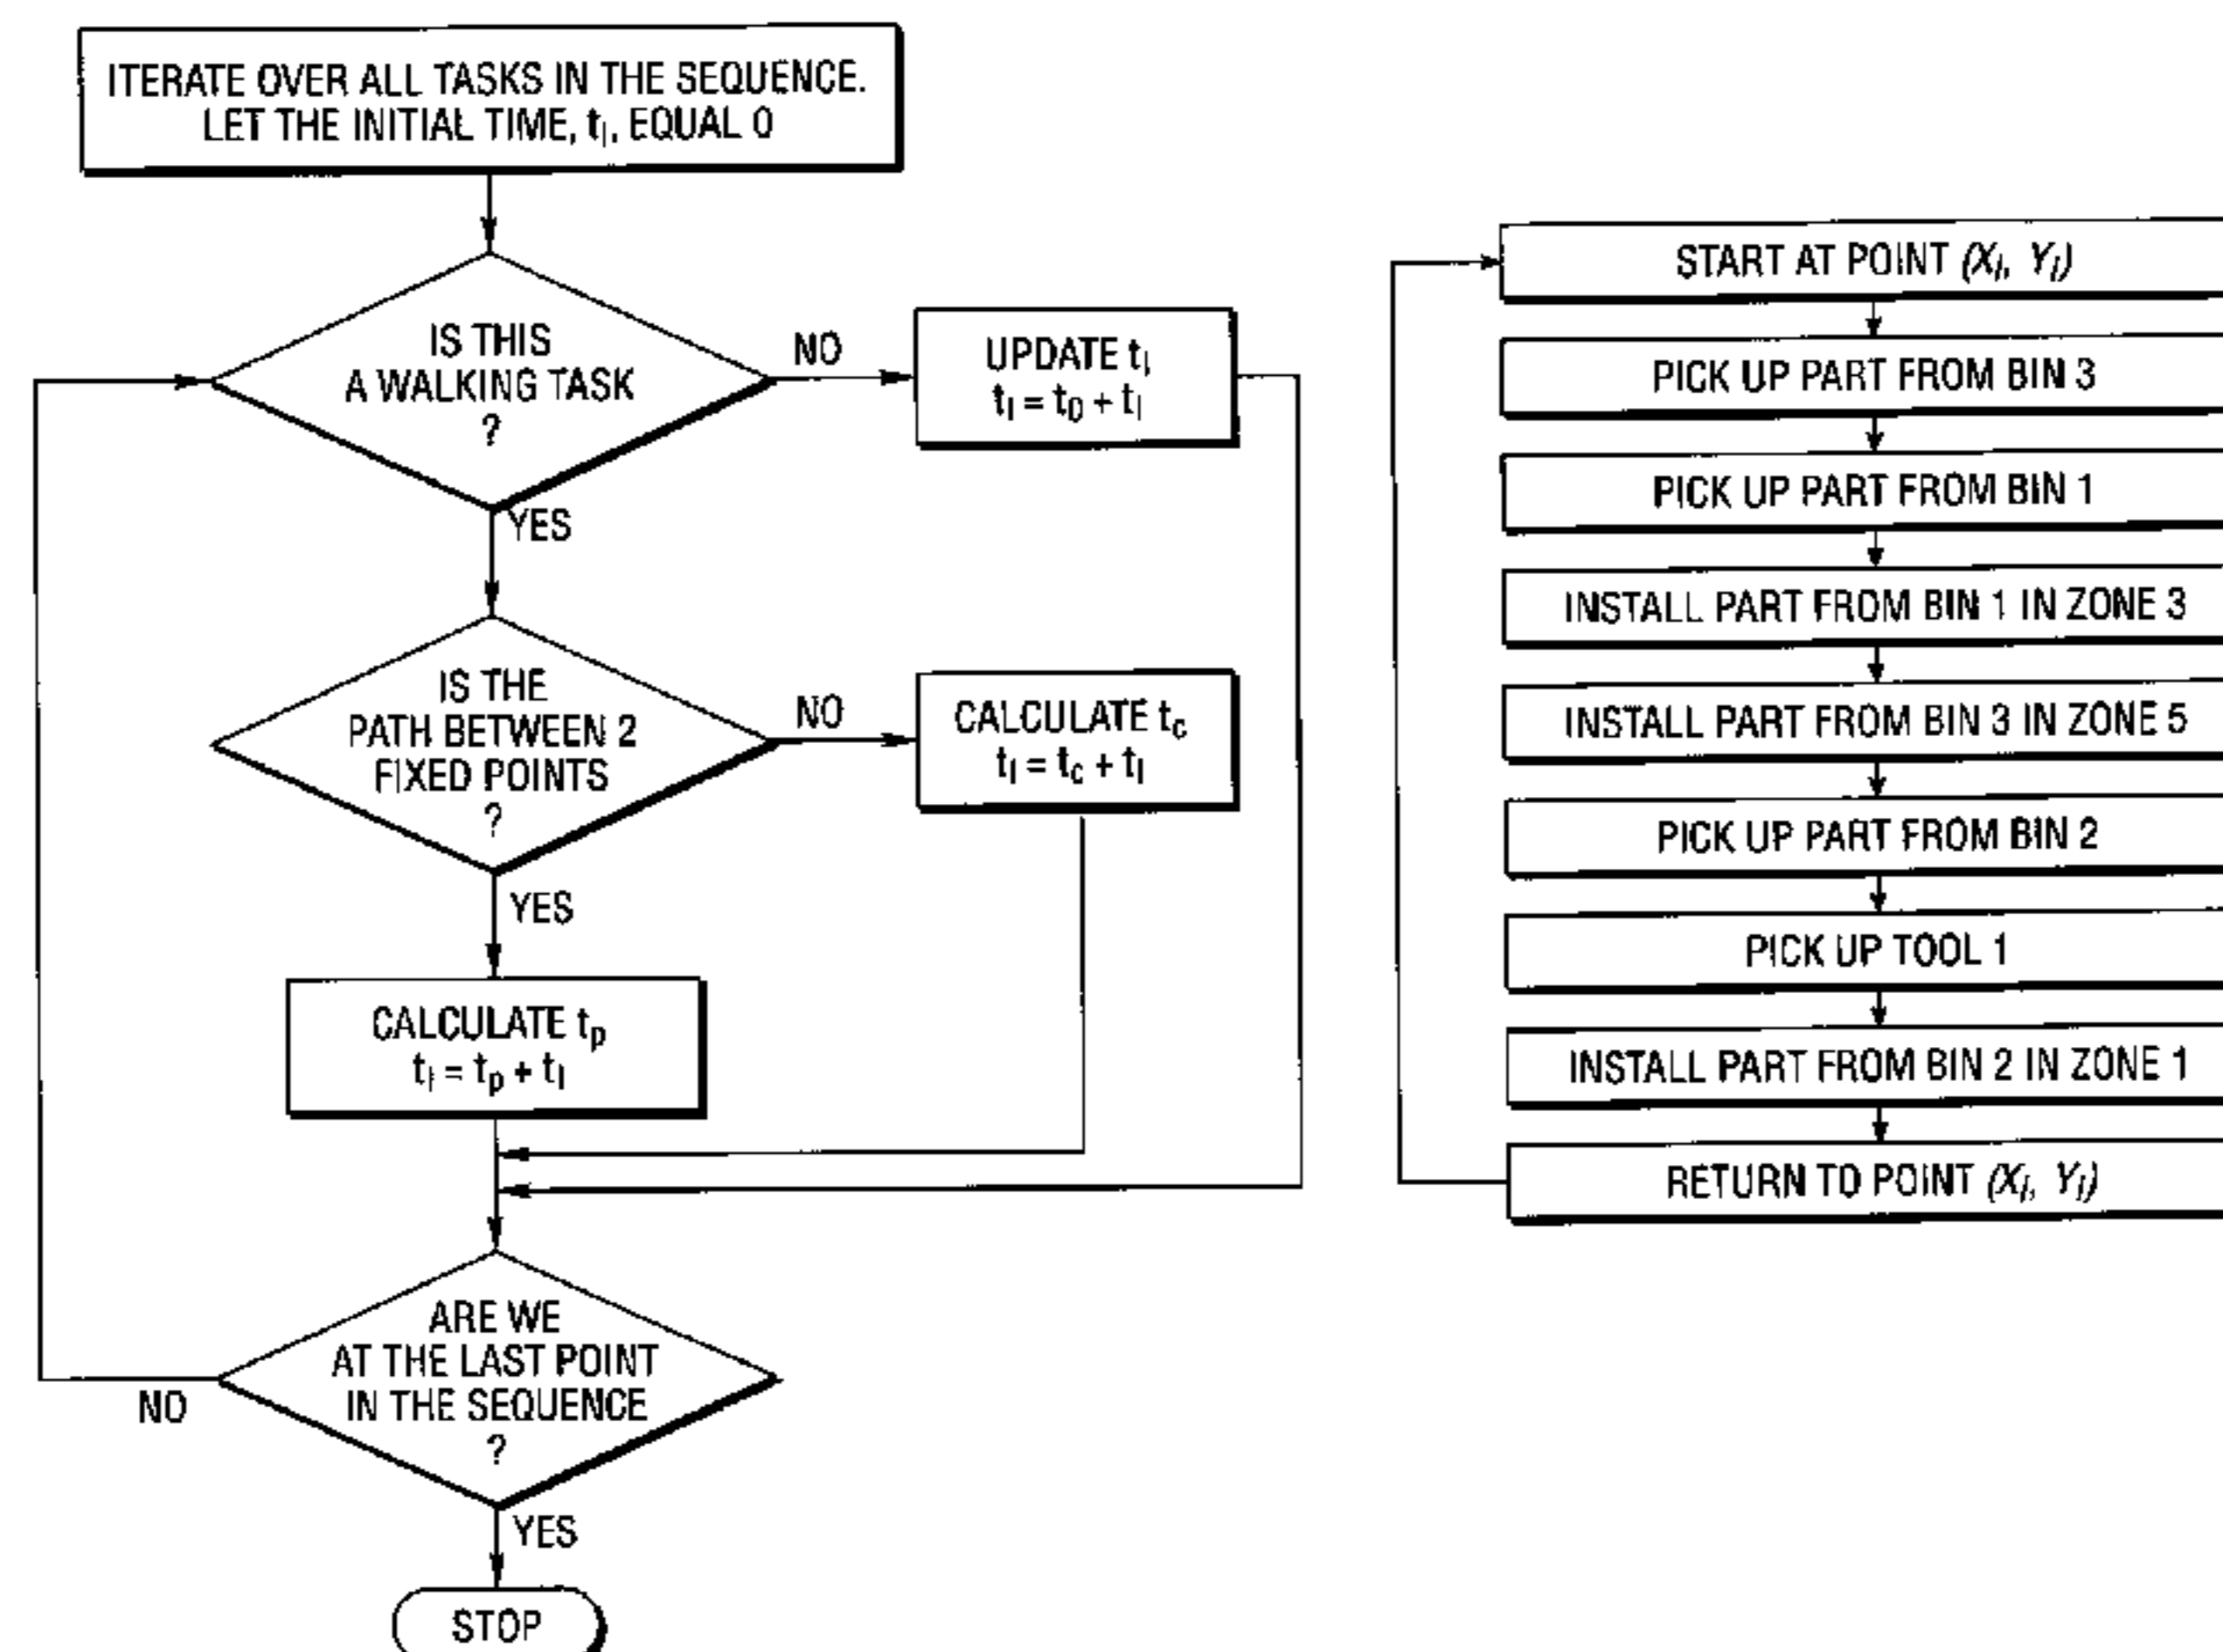 ITERATE OVER ALL TASKS IN THE SEQUENCE.
LET THE INITIAL TIME, tI, EQUAL 0
IS THIS
A WALKING TASK
?
NO
UPDATE tI
tI = t0 + tI
YES
IS THE
PATH BETWEEN 2
FIXED POINTS
?
NO
CALCULATE tc
tI = tc + tI
YES
CALCULATE tp
tI = tp + tI
ARE WE
AT THE LAST POINT
IN THE SEQUENCE
?
NO
YES
STOP
START AT POINT (XI, YI)
PICK UP PART FROM BIN 3
PICK UP PART FROM BIN 1
INSTALL PART FROM BIN 1 IN ZONE 3
INSTALL PART FROM BIN 3 IN ZONE 5
PICK UP PART FROM BIN 2
PICK UP TOOL 1
INSTALL PART FROM BIN 2 IN ZONE 1
RETURN TO POINT (XI, YI)